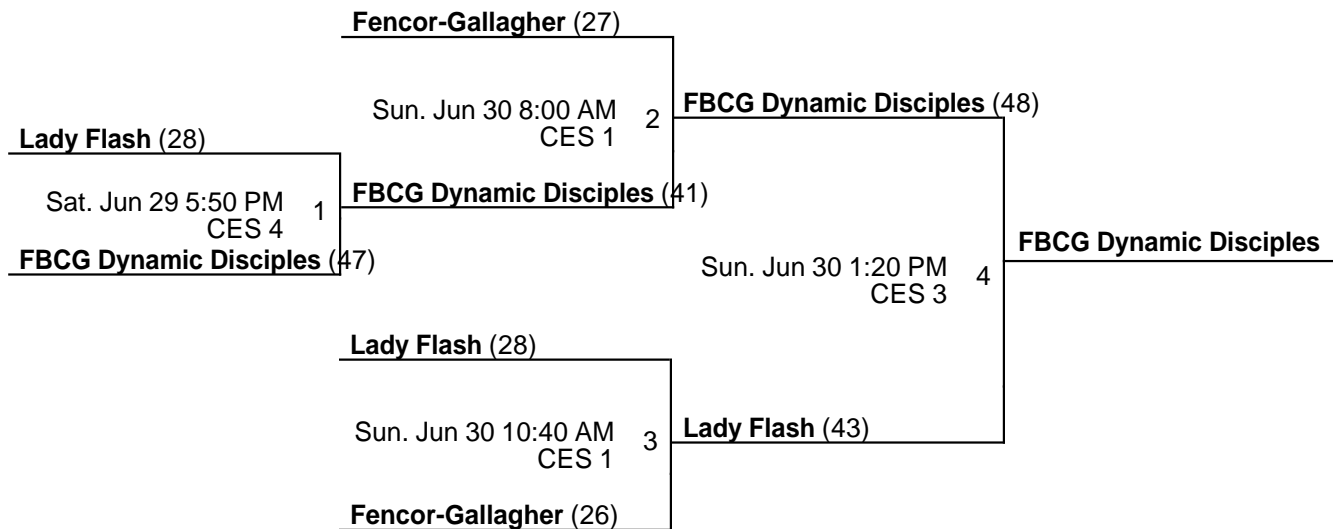 Fencor-Gallagher (27)
Sun. Jun 30 8:00 AM
CES 1
2
FBCG Dynamic Disciples (48)
Lady Flash (28)
Sat. Jun 29 5:50 PM
CES 4
1
FBCG Dynamic Disciples (41)
FBCG Dynamic Disciples (47)
Sun. Jun 30 1:20 PM
CES 3
4
FBCG Dynamic Disciples
Lady Flash (28)
Sun. Jun 30 10:40 AM
CES 1
3
Lady Flash (43)
Fencor-Gallagher (26)